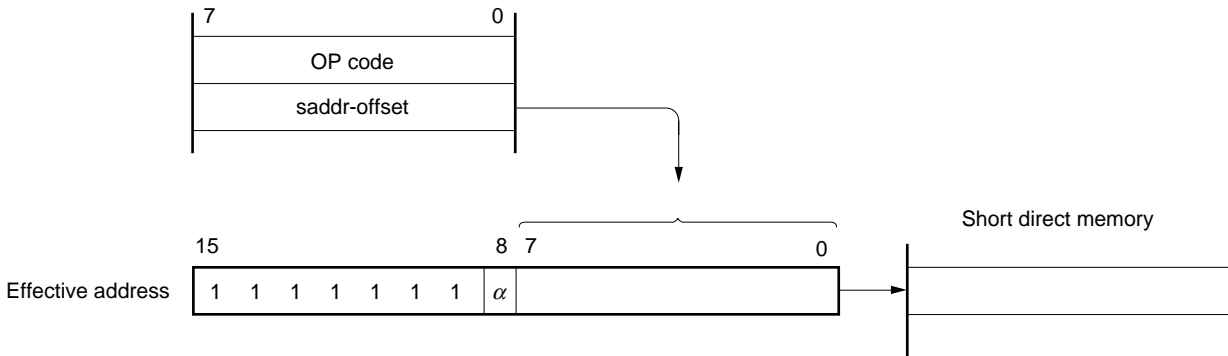 7 0
OP code
saddr-offset
Short direct memory
15 8 7 0
Effective address 1 1 1 1 1 1 1 α